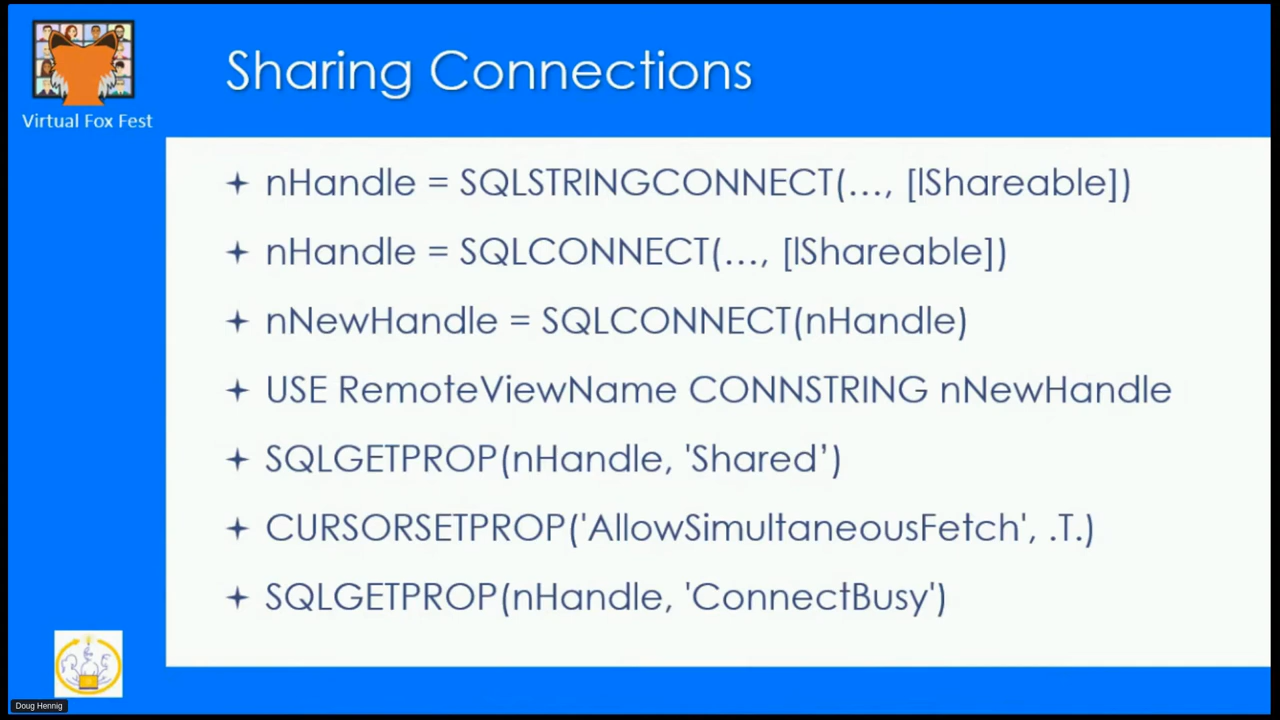 Sharing Connections
Virtual Fox Fest
nHandle = SQLSTRINGCONNECT(…, [lShareable])
nHandle = SQLCONNECT(…, [lShareable])
nNewHandle = SQLCONNECT(nHandle)
USE RemoteViewName CONNSTRING nNewHandle
SQLGETPROP(nHandle, 'Shared’)
CURSORSETPROP('AllowSimultaneousFetch', .T.)
SQLGETPROP(nHandle, 'ConnectBusy')
Doug Hennig